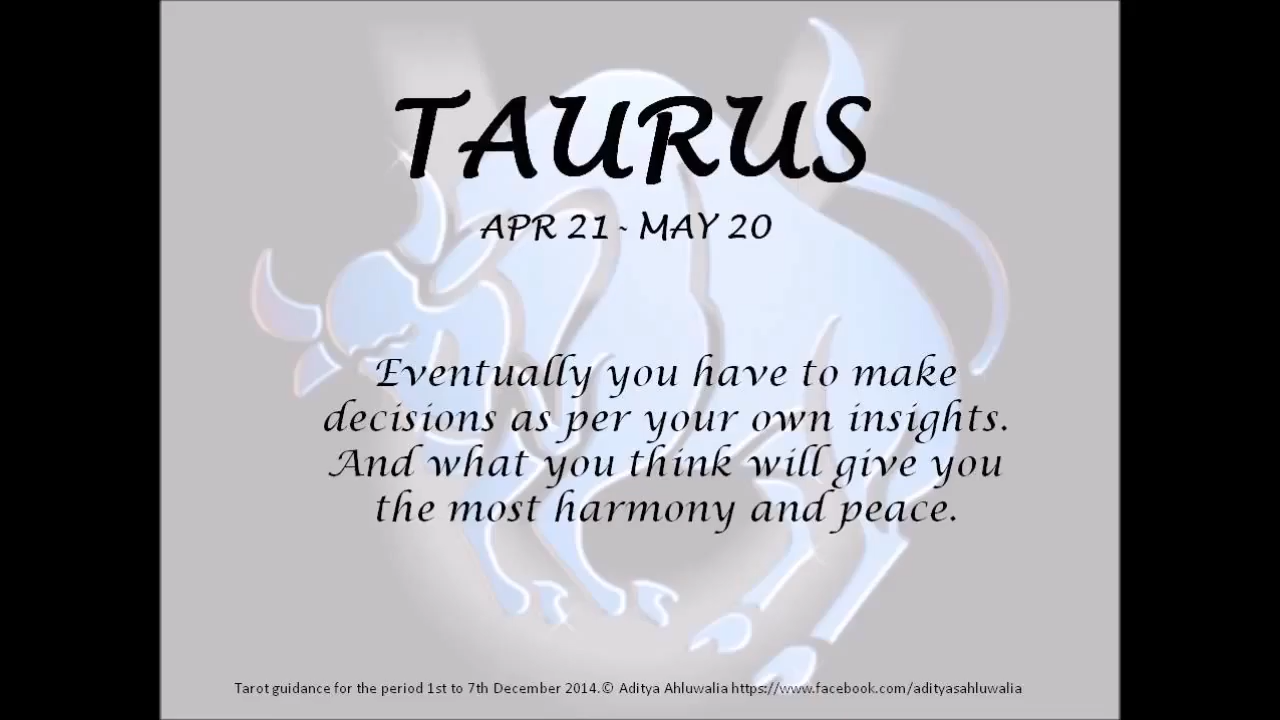 TAURUS
APR 21 - MAY 20
Eventually you have to make
decisions as per your own insights.
And what you think will give you
the most harmony and peace.
Tarot guidance for the period 1st to 7th December 2014.© Aditya Ahluwalia https://www.facebook.com/adityasahluwalia